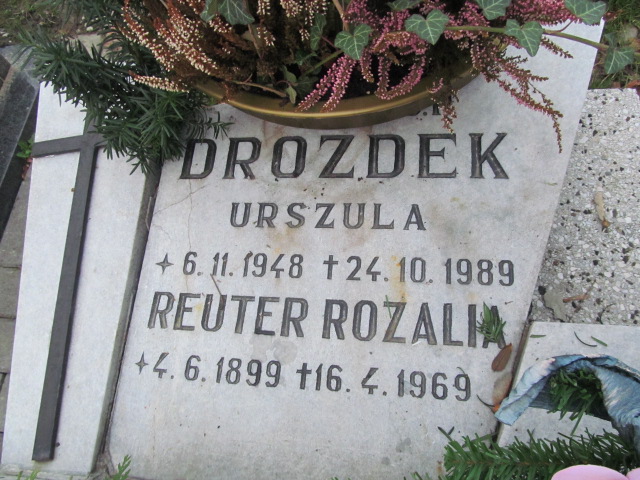 DROZDEK
URSZULA
✦ 6.11.1948 ✝ 24.10.1989
REUTER ROZALIA
✦ 4.6.1899 ✝ 16.4.1969